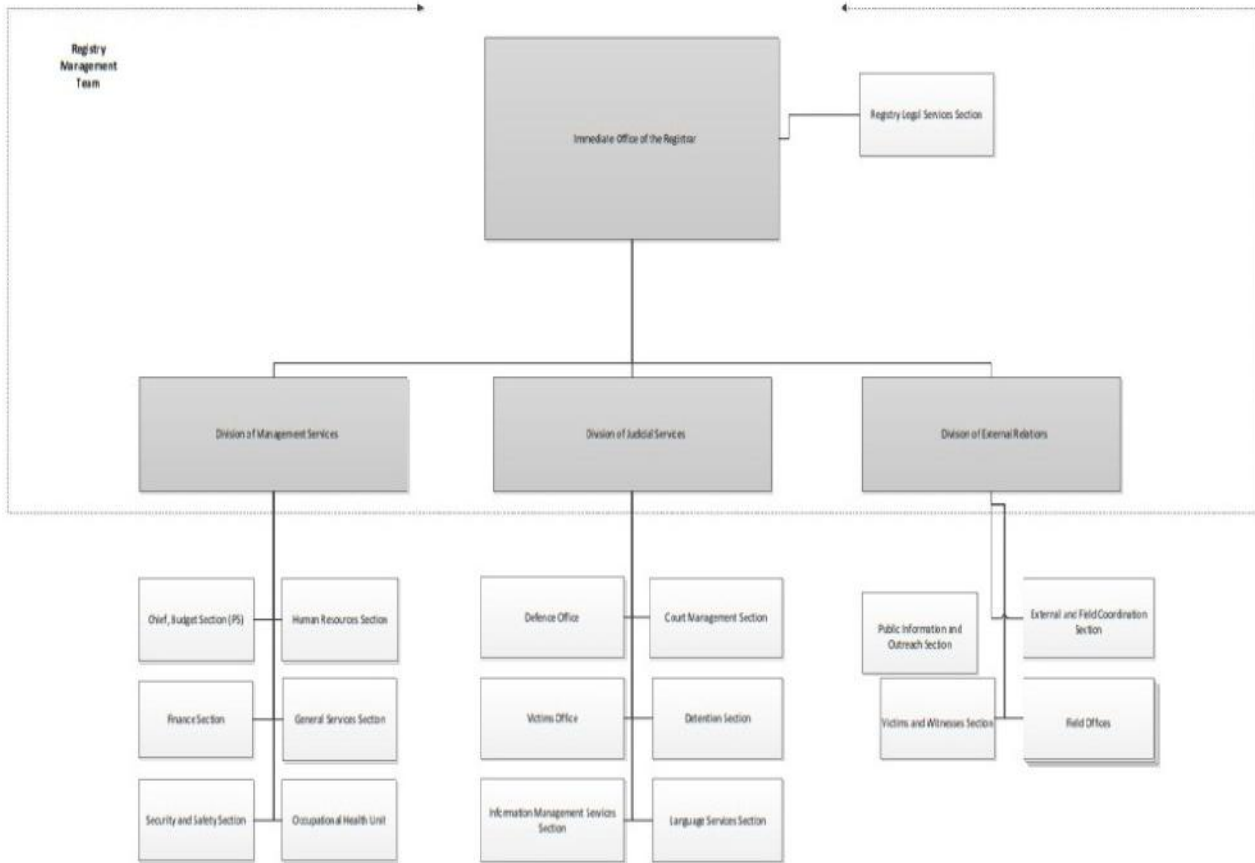 Registry
Management
Team
Immediate Office of the Registrar
Registry Legal Services Section
Division of Management Services
Division of Judicial Services
Division of External Relations
Chief, Budget Section (P5)
Human Resources Section
Finance Section
General Services Section
Security and Safety Section
Occupational Health Unit
Defence Office
Court Management Section
Victims Office
Detention Section
Information Management Services
Section
Language Services Section
Public Information and
Outreach Section
External and Field Coordination
Section
Victims and Witnesses Section
Field Offices